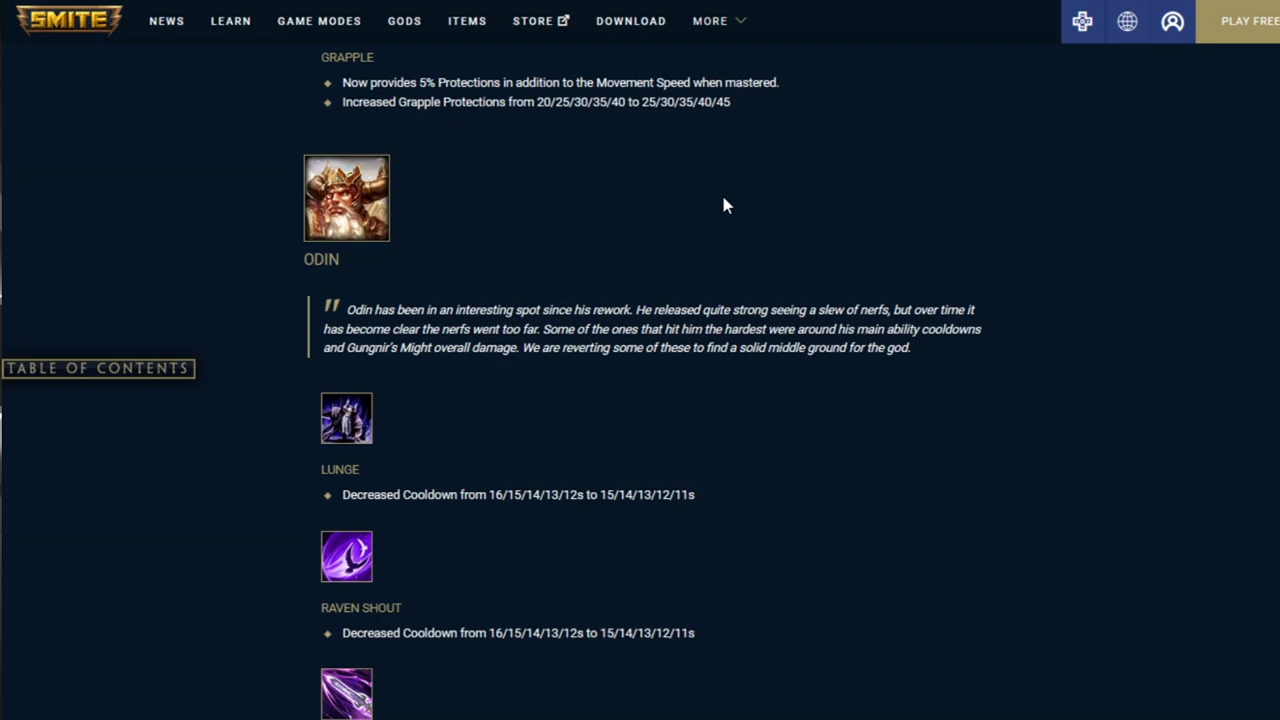 SMITE
NEWS LEARN GAME MODES GODS ITEMS STORE DOWNLOAD MORE PLAY FREE
GRAPPLE
Now provides 5% Protections in addition to the Movement Speed when mastered.
Increased Grapple Protections from 20/25/30/35/40 to 25/30/35/40/45
ODIN
" Odin has been in an interesting spot since his rework. He released quite strong seeing a slew of nerfs, but over time it
has become clear the nerfs went too far. Some of the ones that hit him the hardest were around his main ability cooldowns
and Gungnir's Might overall damage. We are reverting some of these to find a solid middle ground for the god.
TABLE OF CONTENTS
LUNGE
Decreased Cooldown from 16/15/14/13/12s to 15/14/13/12/11s
RAVEN SHOUT
Decreased Cooldown from 16/15/14/13/12s to 15/14/13/12/11s